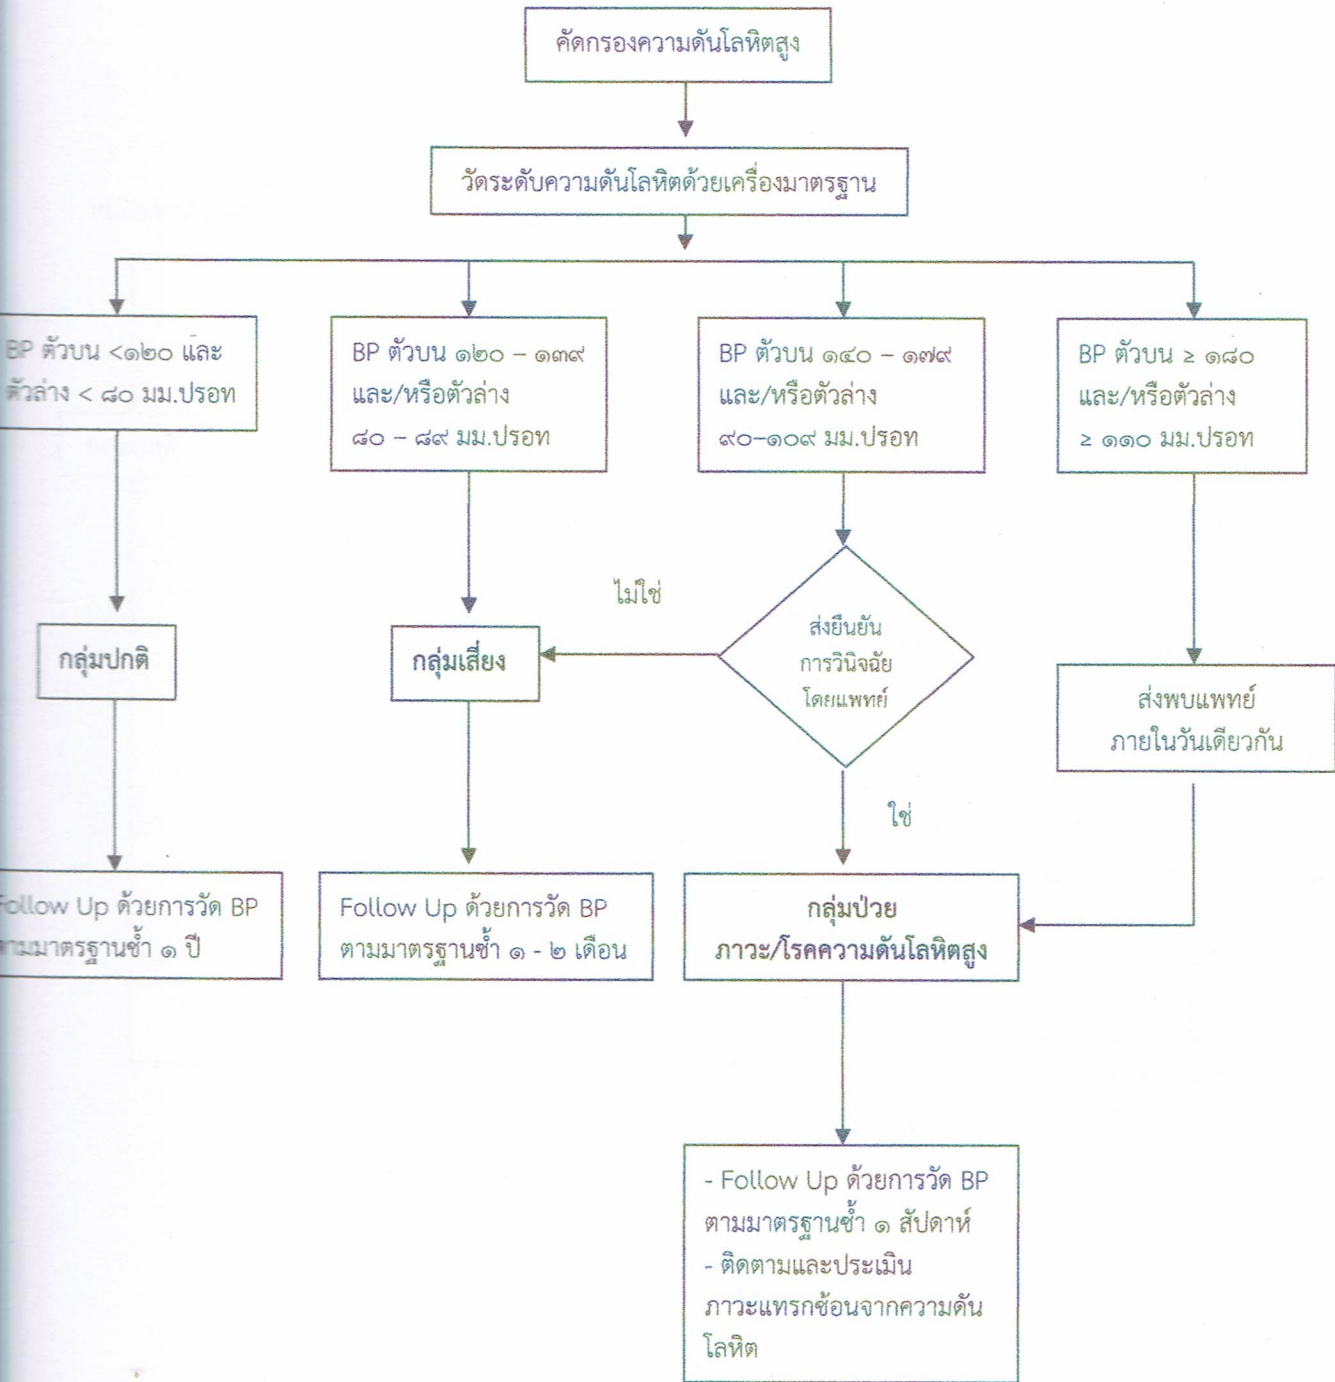 คัดกรองความดันโลหิตสูง
วัดระดับความดันโลหิตด้วยเครื่องมาตรฐาน
BP ตัวบน <๑๒๐ และ
ตัวล่าง < ๘๐ มม.ปรอท
BP ตัวบน ๑๒๐ – ๑๓๙
และ/หรือตัวล่าง
๘๐ – ๘๙ มม.ปรอท
BP ตัวบน ๑๔๐ – ๑๗๙
และ/หรือตัวล่าง
๙๐–๑๐๙ มม.ปรอท
BP ตัวบน ≥ ๑๘๐
และ/หรือตัวล่าง
≥ ๑๑๐ มม.ปรอท
ไม่ใช่
กลุ่มปกติ
กลุ่มเสี่ยง
ส่งยืนยัน
การวินิจฉัย
โดยแพทย์
ส่งพบแพทย์
ภายในวันเดียวกัน
ใช่
Follow Up ด้วยการวัด BP
ตามมาตรฐานซ้ำ ๑ ปี
Follow Up ด้วยการวัด BP
ตามมาตรฐานซ้ำ ๑ - ๒ เดือน
กลุ่มป่วย
ภาวะ/โรคความดันโลหิตสูง
- Follow Up ด้วยการวัด BP
ตามมาตรฐานซ้ำ ๑ สัปดาห์
- ติดตามและประเมิน
ภาวะแทรกซ้อนจากความดัน
โลหิต